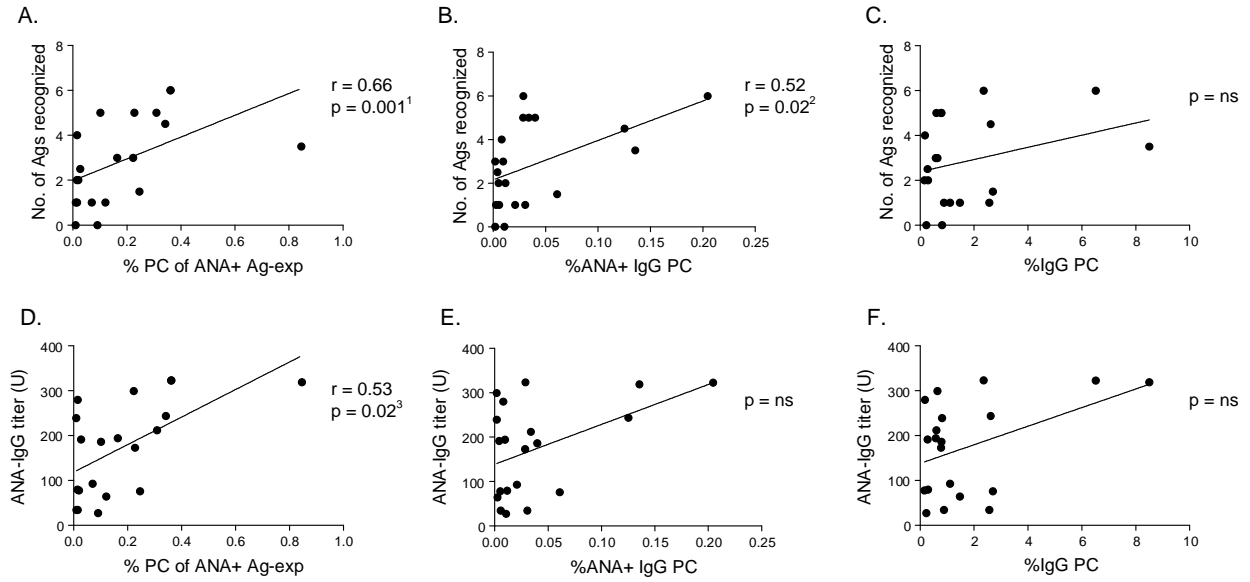 A.
No. of Ags recognized
8
6
4
2
0
0.0 0.2 0.4 0.6 0.8 1.0
% PC of ANA+ Ag-exp
r = 0.66
p = 0.001¹
B.
No. of Ags recognized
8
6
4
2
0
0.00 0.05 0.10 0.15 0.20 0.25
%ANA+ IgG PC
r = 0.52
p = 0.02²
C.
No. of Ags recognized
8
6
4
2
0
0 2 4 6 8 10
%IgG PC
p = ns
D.
ANA-IgG titer (U)
400
300
200
100
0
0.0 0.2 0.4 0.6 0.8 1.0
% PC of ANA+ Ag-exp
r = 0.53
p = 0.02³
E.
ANA-IgG titer (U)
400
300
200
100
0
0.00 0.05 0.10 0.15 0.20 0.25
%ANA+ IgG PC
p = ns
F.
ANA-IgG titer (U)
400
300
200
100
0
0 2 4 6 8 10
%IgG PC
p = ns